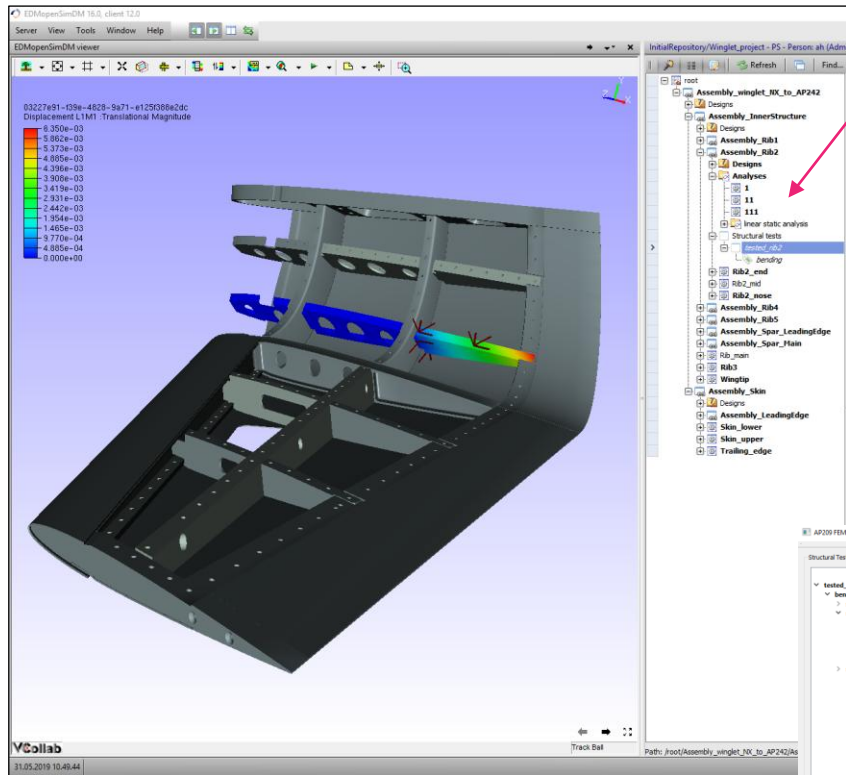 EDMopenSimDM 16.0, client 12.0
Server View Tools Window Help
EDMopenSimDM viewer
InitialRepository/Winglet_project - PS - Person: ah (Adm
Refresh
Find...
03227e91-f39e-4828-9a71-e125f388e2dc
Displacement L1M1 :Translational Magnitude
6.350e-03
5.862e-03
5.373e-03
4.885e-03
4.396e-03
3.908e-03
3.419e-03
2.931e-03
2.442e-03
1.954e-03
1.465e-03
9.770e-04
4.885e-04
0.000e+00
root
Assembly_winglet_NX_to_AP242
Designs
Assembly_InnerStructure
Designs
Assembly_Rib1
Assembly_Rib2
Designs
Analyses
1
11
111
linear static analysis
Structural tests
tested_rib2
bending
Rib2_end
Rib2_mid
Rib2_nose
Assembly_Rib4
Assembly_Rib5
Assembly_Spar_LeadingEdge
Assembly_Spar_Main
Rib_main
Rib3
Wingtip
Assembly_Skin
Designs
Assembly_LeadingEdge
Skin_lower
Skin_upper
Trailing_edge
AP209 FEM
Structural Tes
tested_
ben
VCollab
Track Ball
Path: /root/Assembly_winglet_NX_to_AP242/As
31.05.2019 10.49.44